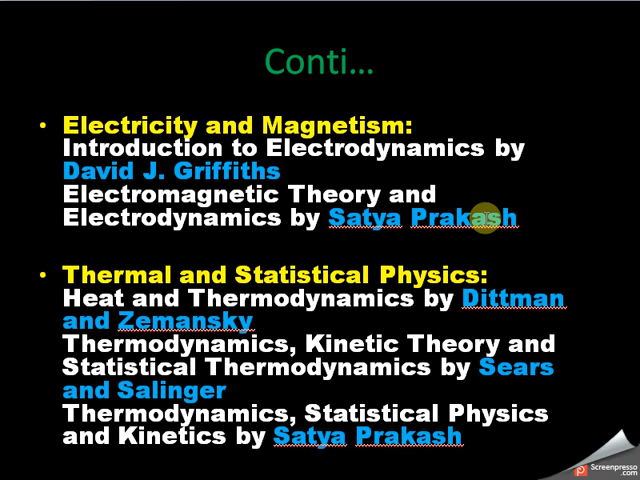 Conti...
• Electricity and Magnetism:
Introduction to Electrodynamics by
David J. Griffiths
Electromagnetic Theory and
Electrodynamics by Satya Prakash
• Thermal and Statistical Physics:
Heat and Thermodynamics by Dittman
and Zemansky
Thermodynamics, Kinetic Theory and
Statistical Thermodynamics by Sears
and Salinger
Thermodynamics, Statistical Physics
and Kinetics by Satya Prakash
Screenpresso
.com